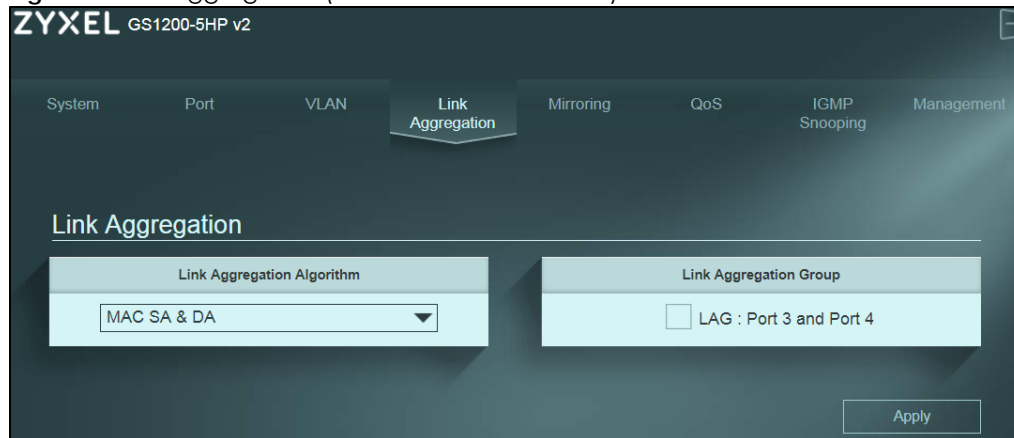 ZYXEL GS1200-5HP v2
System Port VLAN Link Aggregation Mirroring QoS IGMP Snooping Management
Link Aggregation
Link Aggregation Algorithm
MAC SA & DA
Link Aggregation Group
LAG : Port 3 and Port 4
Apply